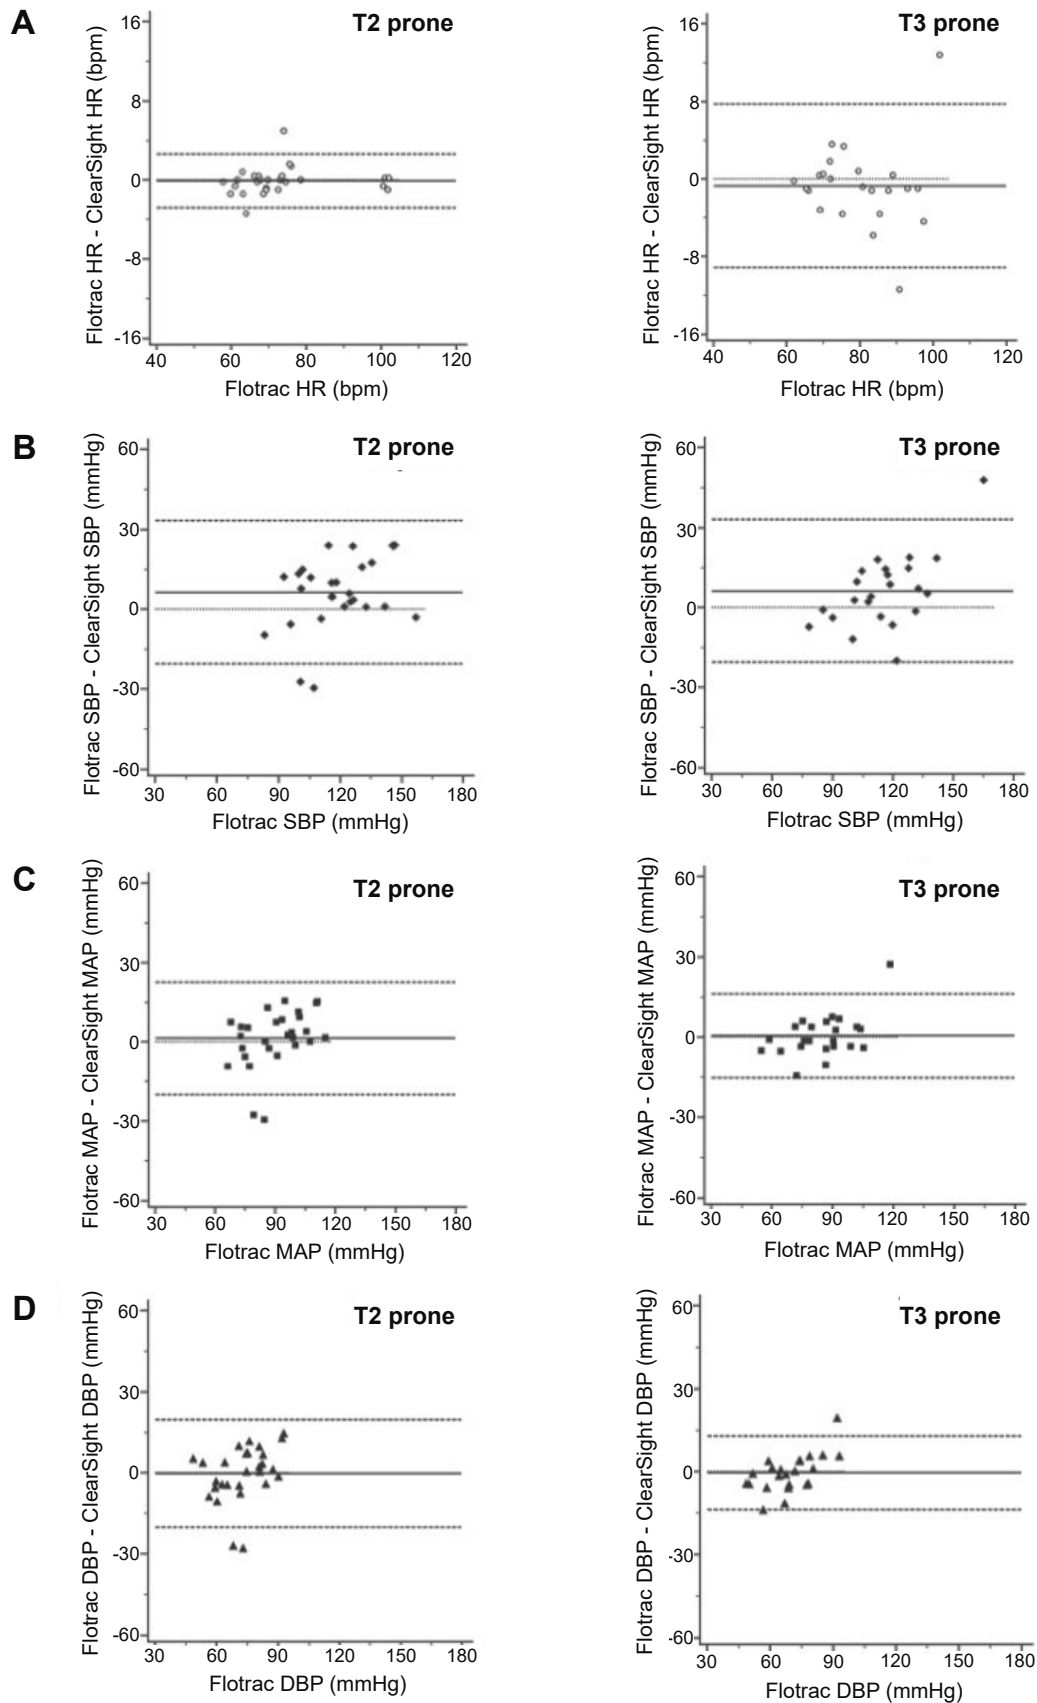 A
T2 prone
T3 prone
Flotrac HR - ClearSight HR (bpm)
16
8
0
-8
-16
40 60 80 100 120
Flotrac HR (bpm)
Flotrac HR - ClearSight HR (bpm)
16
8
0
-8
-16
40 60 80 100 120
Flotrac HR (bpm)
B
T2 prone
T3 prone
Flotrac SBP - ClearSight SBP (mmHg)
60
30
0
-30
-60
30 60 90 120 150 180
Flotrac SBP (mmHg)
Flotrac SBP - ClearSight SBP (mmHg)
60
30
0
-30
-60
30 60 90 120 150 180
Flotrac SBP (mmHg)
C
T2 prone
T3 prone
Flotrac MAP - ClearSight MAP (mmHg)
60
30
0
-30
-60
30 60 90 120 150 180
Flotrac MAP (mmHg)
Flotrac MAP - ClearSight MAP (mmHg)
60
30
0
-30
-60
30 60 90 120 150 180
Flotrac MAP (mmHg)
D
T2 prone
T3 prone
Flotrac DBP - ClearSight DBP (mmHg)
60
30
0
-30
-60
30 60 90 120 150 180
Flotrac DBP (mmHg)
Flotrac DBP - ClearSight DBP (mmHg)
60
30
0
-30
-60
30 60 90 120 150 180
Flotrac DBP (mmHg)